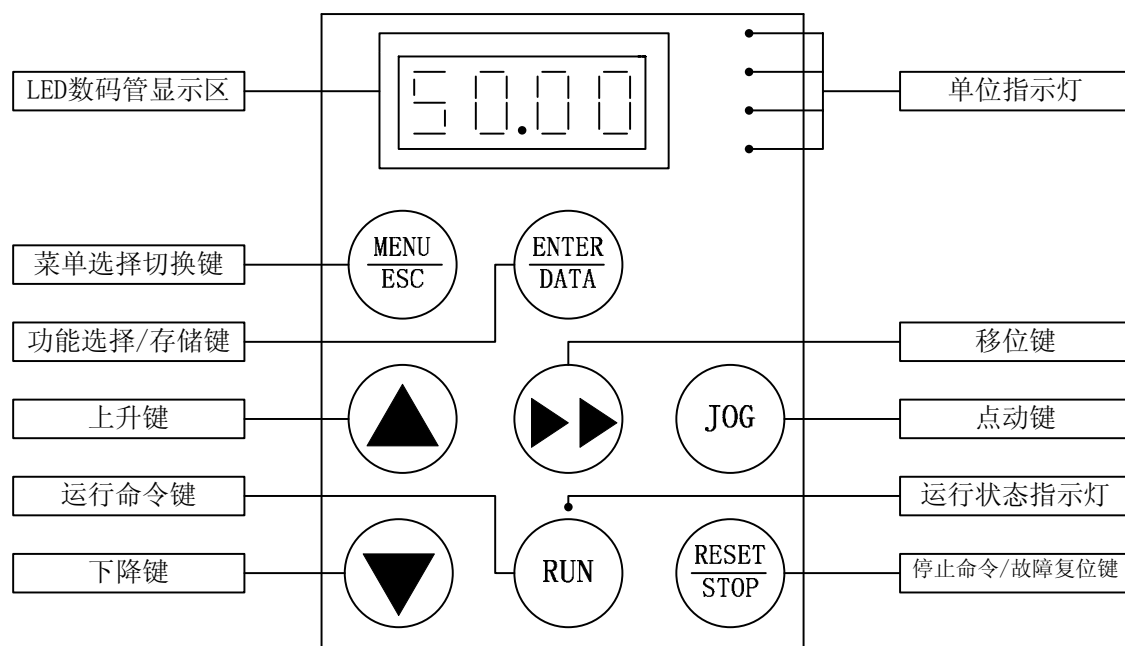 50.00
LED数码管显示区
单位指示灯
MENU
ESC
ENTER
DATA
菜单选择切换键
功能选择/存储键
移位键
上升键
JOG
点动键
运行命令键
运行状态指示灯
下降键
RUN
RESET
STOP
停止命令/故障复位键